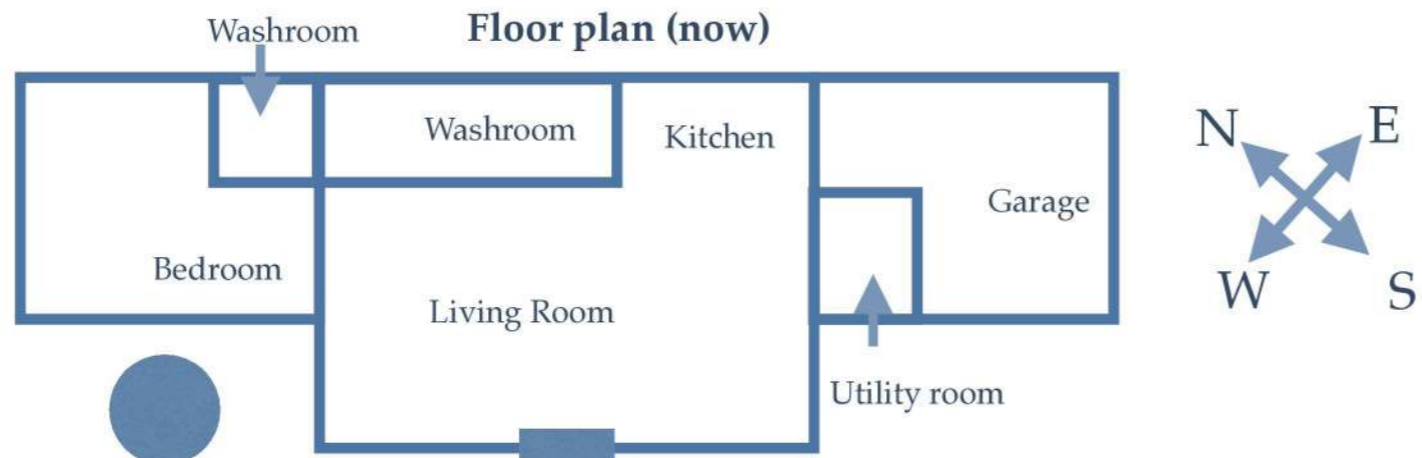 Floor plan (now)
Washroom
Washroom
Kitchen
Garage
Bedroom
Living Room
Utility room
N
E
W
S